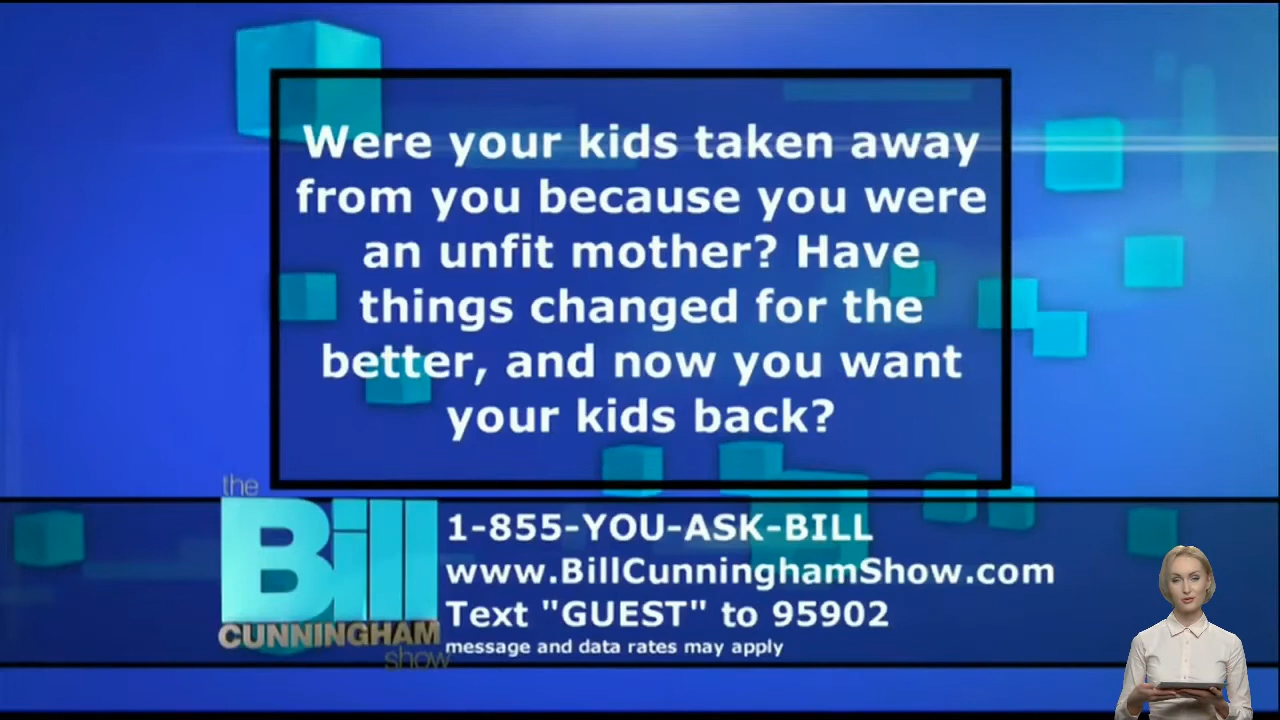 Were your kids taken away
from you because you were
an unfit mother? Have
things changed for the
better, and now you want
your kids back?
the
Bill
CUNNINGHAM
show
1-855-YOU-ASK-BILL
www.BillCunninghamShow.com
Text "GUEST" to 95902
message and data rates may apply